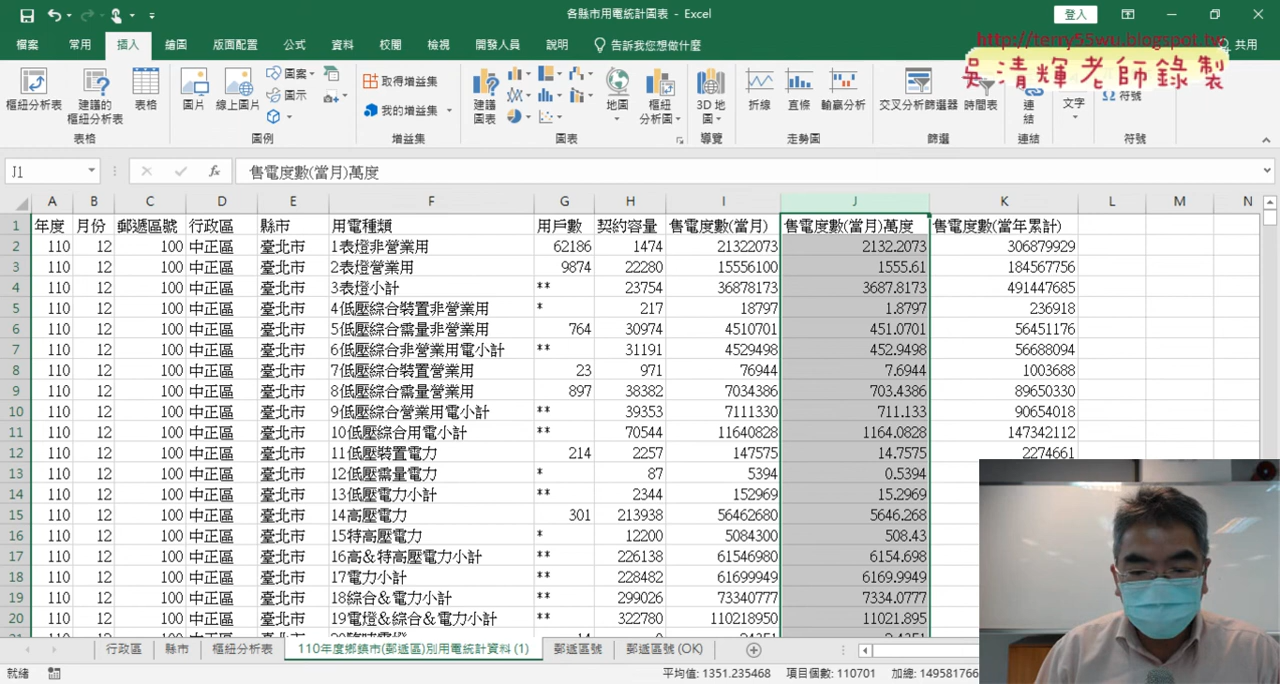 各縣市用電統計圖表 - Excel
登入
檔案 常用 插入 繪圖 版面配置 公式 資料 校閱 檢視 開發人員 說明 告訴我您想做什麼 共用
http://terry55wu.blogspot.tw
吳清輝老師錄製
樞紐分析表 建議的樞紐分析表 表格 圖片 線上圖片 圖案 圖示 取得增益集 我的增益集 建議圖表 地圖 樞紐分析圖 3D 地圖 折線 直條 輸贏分析 交叉分析篩選器 時間表 連結 文字 符號
表格 圖例 增益集 圖表 導覽 走勢圖 篩選 連結 符號
J1 fx 售電度數(當月)萬度
A B C D E F G H I J K L M N
1 年度 月份 郵遞區號 行政區 縣市 用電種類 用戶數 契約容量 售電度數(當月) 售電度數(當月)萬度 售電度數(當年累計)
2 110 12 100 中正區 臺北市 1表燈非營業用 62186 1474 21322073 2132.2073 306879929
3 110 12 100 中正區 臺北市 2表燈營業用 9874 22280 15556100 1555.61 184567756
4 110 12 100 中正區 臺北市 3表燈小計 ** 23754 36878173 3687.8173 491447685
5 110 12 100 中正區 臺北市 4低壓綜合裝置非營業用 * 217 18797 1.8797 236918
6 110 12 100 中正區 臺北市 5低壓綜合需量非營業用 764 30974 4510701 451.0701 56451176
7 110 12 100 中正區 臺北市 6低壓綜合非營業用電小計 ** 31191 4529498 452.9498 56688094
8 110 12 100 中正區 臺北市 7低壓綜合裝置營業用 23 971 76944 7.6944 1003688
9 110 12 100 中正區 臺北市 8低壓綜合需量營業用 897 38382 7034386 703.4386 89650330
10 110 12 100 中正區 臺北市 9低壓綜合營業用電小計 ** 39353 7111330 711.133 90654018
11 110 12 100 中正區 臺北市 10低壓綜合用電小計 ** 70544 11640828 1164.0828 147342112
12 110 12 100 中正區 臺北市 11低壓裝置電力 214 2257 147575 14.7575 2274661
13 110 12 100 中正區 臺北市 12低壓需量電力 * 87 5394 0.5394
14 110 12 100 中正區 臺北市 13低壓電力小計 ** 2344 152969 15.2969
15 110 12 100 中正區 臺北市 14高壓電力 301 213938 56462680 5646.268
16 110 12 100 中正區 臺北市 15特高壓電力 * 12200 5084300 508.43
17 110 12 100 中正區 臺北市 16高&特高壓電力小計 ** 226138 61546980 6154.698
18 110 12 100 中正區 臺北市 17電力小計 ** 228482 61699949 6169.9949
19 110 12 100 中正區 臺北市 18綜合&電力小計 ** 299026 73340777 7334.0777
20 110 12 100 中正區 臺北市 19電燈&綜合&電力小計 ** 322780 110218950 11021.895
行政區 縣市 樞紐分析表 110年度鄉鎮市(郵遞區)別用電統計資料 (1) 郵遞區號 郵遞區號 (OK)
就緒 平均值: 1351.235468 項目個數: 110701 加總: 149581766